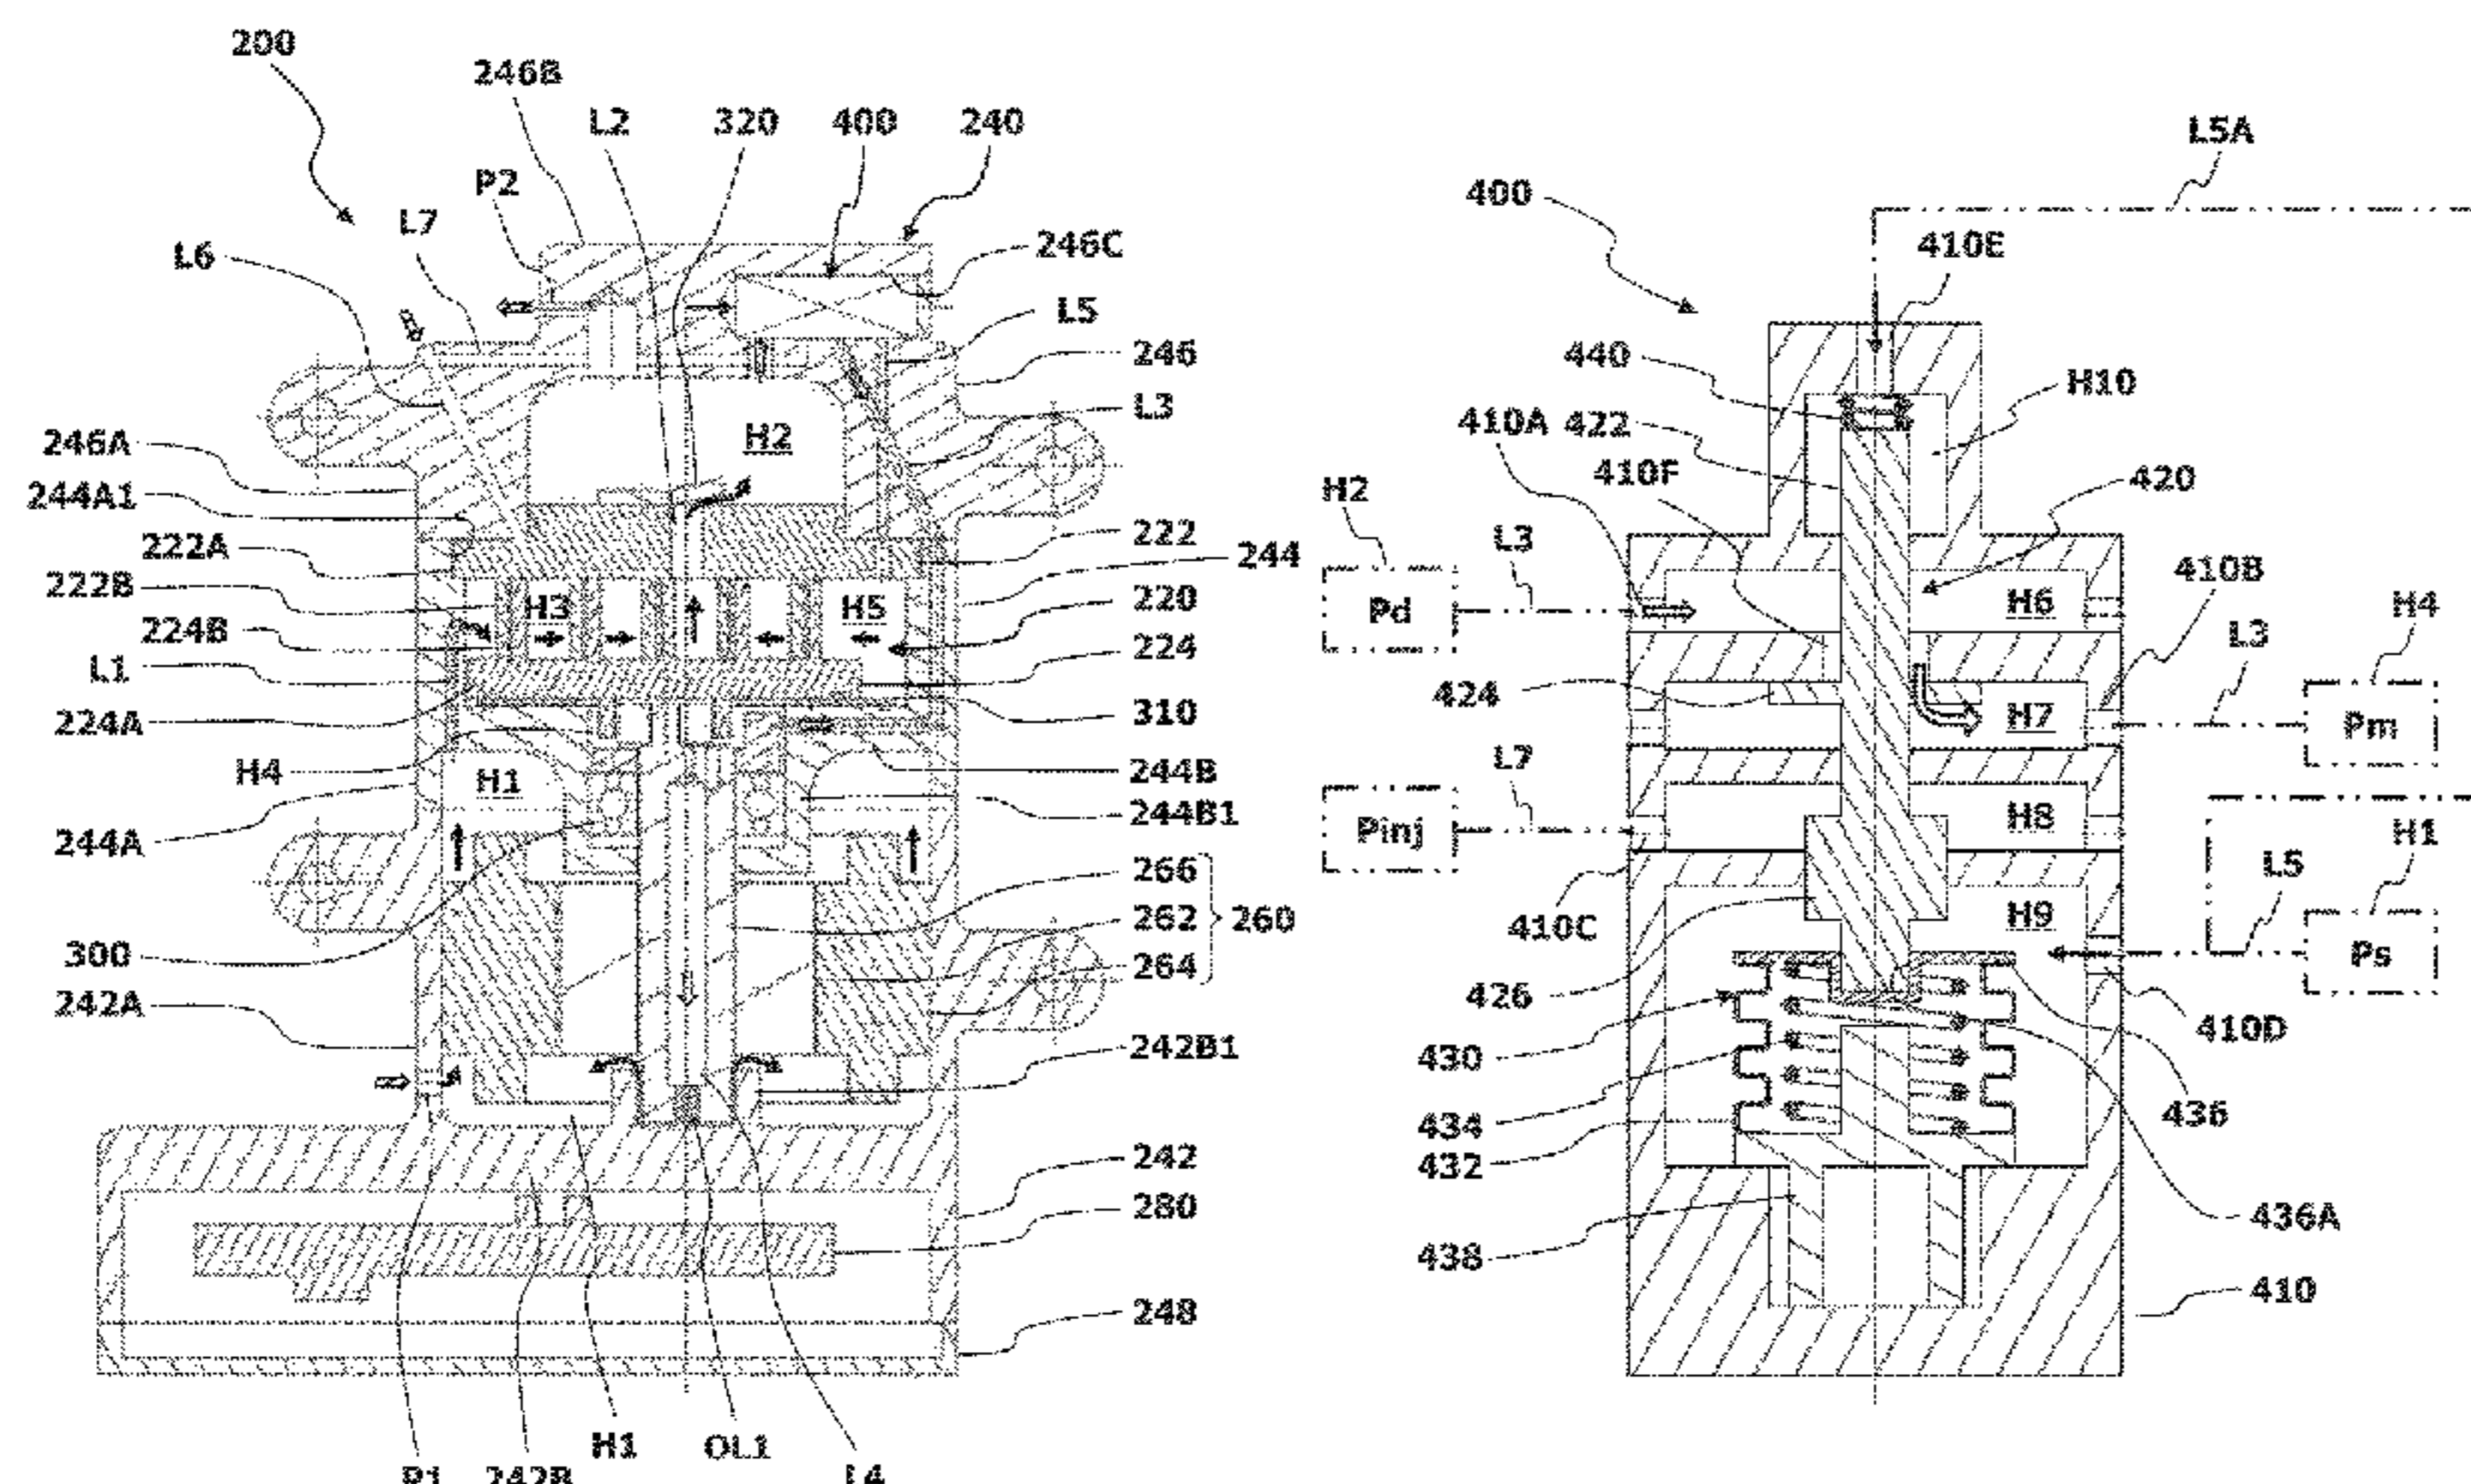 200
246B
L2
320
400
240
P2
L7
L6
246C
L5
246
L3
H2
246A
244A1
222A
222B
224B
L1
224A
H4
H1
244A
222
244
220
224
310
H3
H5
244B
244B1
266
262
264
260
300
242A
242B1
242
280
248
P1
242B
H1
OL1
L4
L5A
400
410E
440
H10
410A
422
410F
420
H2
L3
Pd
H6
410B
H4
L3
424
H7
Pm
L7
Pinj
H8
H1
L5
410C
H9
Ps
426
410D
430
434
436
432
438
436A
410